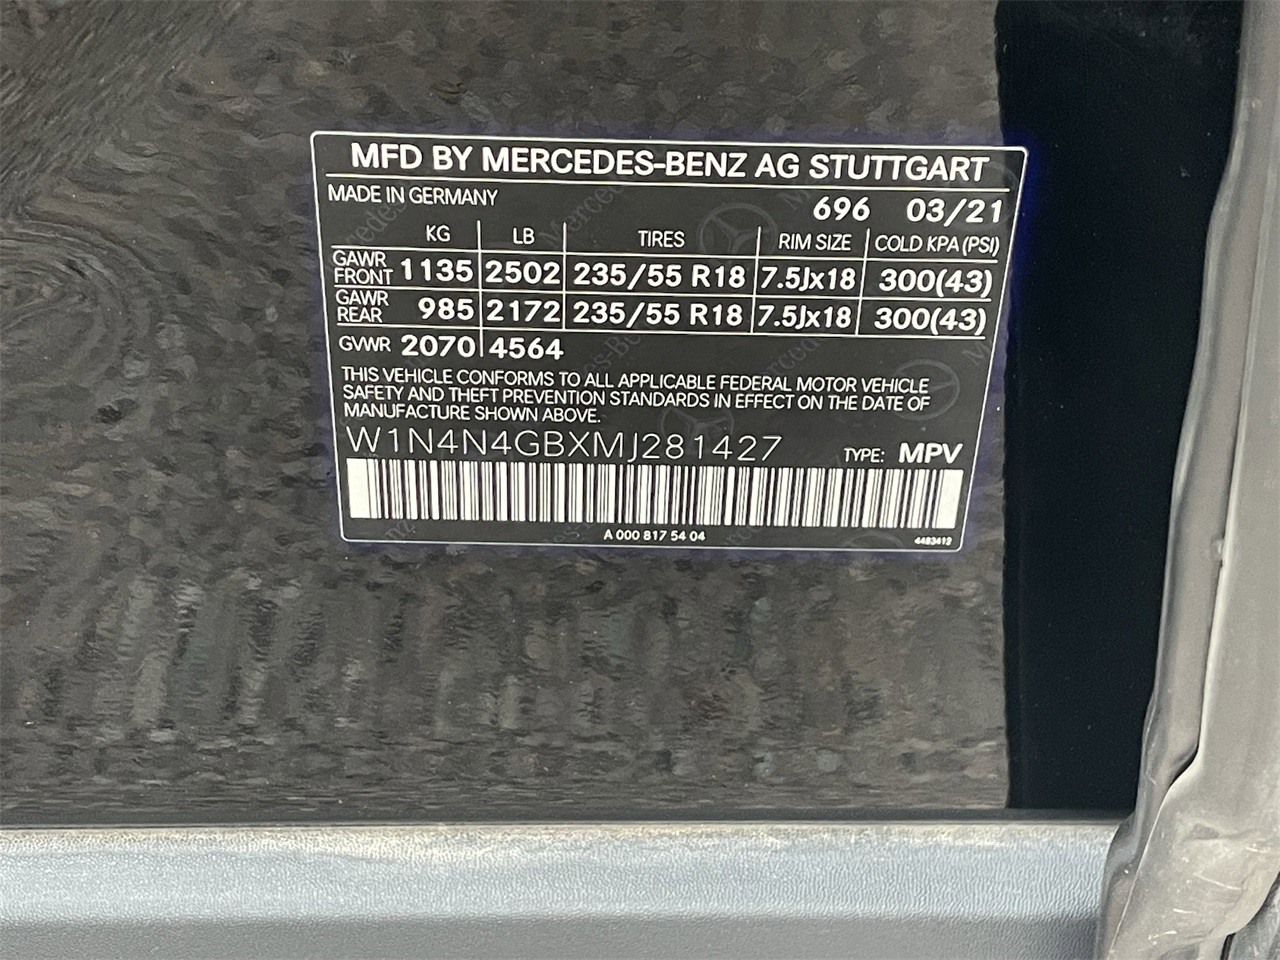 MFD BY MERCEDES-BENZ AG STUTTGART
MADE IN GERMANY 696 03/21
KG LB TIRES RIM SIZE COLD KPA (PSI)
GAWR FRONT 1135 2502 235/55 R18 7.5Jx18 300(43)
GAWR REAR 985 2172 235/55 R18 7.5Jx18 300(43)
GVWR 2070 4564
THIS VEHICLE CONFORMS TO ALL APPLICABLE FEDERAL MOTOR VEHICLE
SAFETY AND THEFT PREVENTION STANDARDS IN EFFECT ON THE DATE OF
MANUFACTURE SHOWN ABOVE.
W1N4N4GBXMJ281427 TYPE: MPV
A 000 817 54 04 4483412